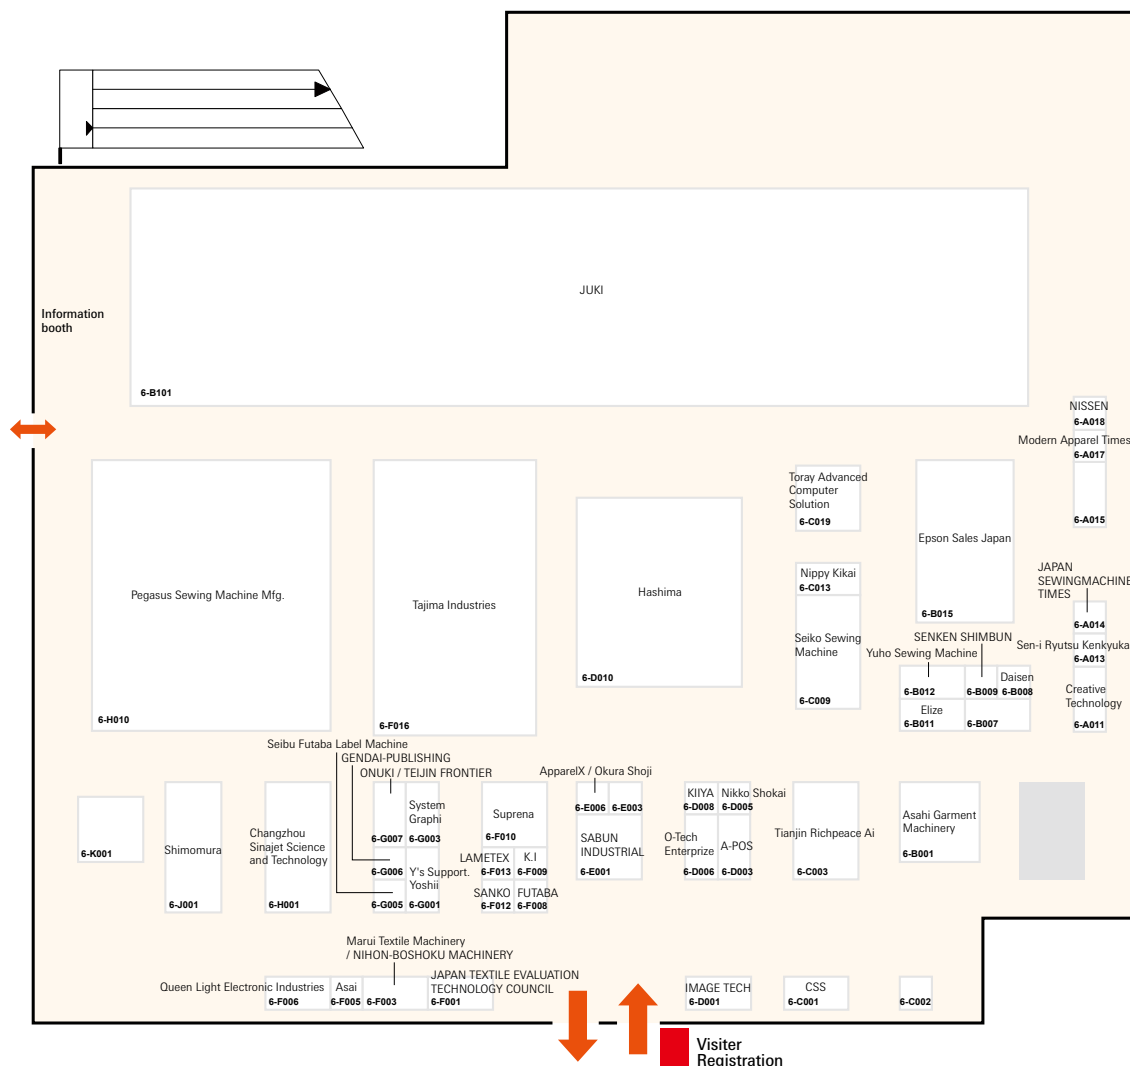 JUKI
Information
booth
6-B101
NISSEN
6-A018
Modern Apparel Times
6-A017
6-A015
Toray Advanced
Computer
Solution
6-C019
Epson Sales Japan
6-B015
Pegasus Sewing Machine Mfg.
6-H010
Tajima Industries
6-F016
Hashima
6-D010
Nippy Kikai
6-C013
Seiko Sewing
Machine
6-C009
JAPAN
SEWINGMACHINE
TIMES
6-A014
Sen-i Ryutsu Kenkyuka
6-A013
Creative
Technology
6-A011
SENKEN SHIMBUN
Yuho Sewing Machine
Daisen
6-B012
6-B009
6-B008
Elize
6-B011
6-B007
Seibu Futaba Label Machine
GENDAI-PUBLISHING
ONUKI / TEIJIN FRONTIER
6-K001
Shimomura
6-J001
Changzhou
Sinajet Science
and Technology
6-H001
System
Graphi
6-G007
6-G003
6-G006
Y's Support.
Yoshii
6-G005
6-G001
Suprena
6-F010
LAMETEX
6-F013
K.I
6-F009
SANKO
6-F012
FUTABA
6-F008
ApparelX / Okura Shoji
6-E006
6-E003
SABUN
INDUSTRIAL
6-E001
KIIYA
6-D008
Nikko Shokai
6-D005
O-Tech
Enterprize
6-D006
A-POS
6-D003
Tianjin Richpeace Ai
6-C003
Asahi Garment
Machinery
6-B001
Marui Textile Machinery
/ NIHON-BOSHOKU MACHINERY
Queen Light Electronic Industries
6-F006
Asai
6-F005
6-F003
JAPAN TEXTILE EVALUATION
TECHNOLOGY COUNCIL
6-F001
IMAGE TECH
6-D001
CSS
6-C001
6-C002
Visiter
Registration